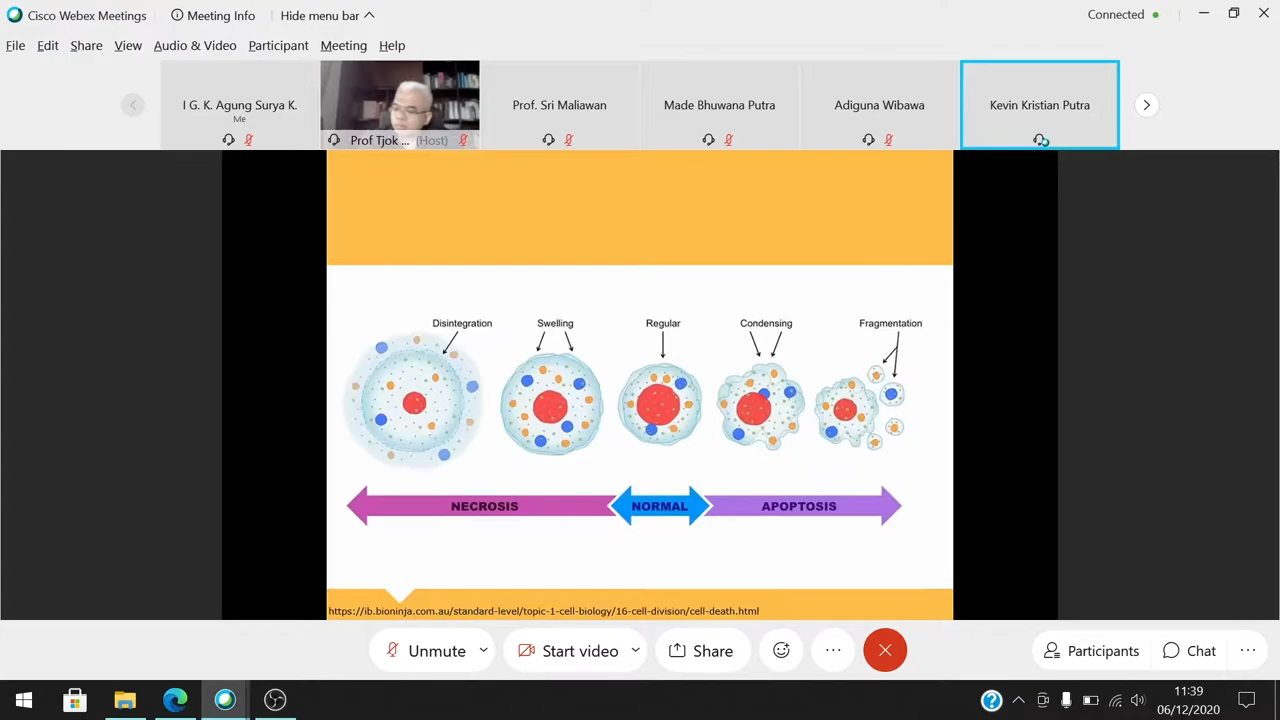 Cisco Webex Meetings
Meeting Info
Hide menu bar
Connected
File Edit Share View Audio & Video Participant Meeting Help
I G. K. Agung Surya K.
Me
Prof Tjok ... (Host)
Prof. Sri Maliawan
Made Bhuwana Putra
Adiguna Wibawa
Kevin Kristian Putra
Disintegration Swelling Regular Condensing Fragmentation
NECROSIS NORMAL APOPTOSIS
https://ib.bioninja.com.au/standard-level/topic-1-cell-biology/16-cell-division/cell-death.html
Unmute Start video Share ... Participants Chat ...
11:39
06/12/2020